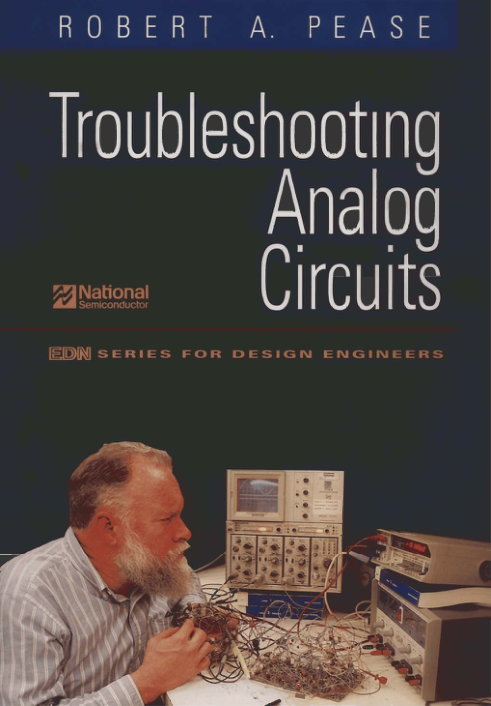 ROBERT A. PEASE
Troubleshooting
Analog
Circuits
National
Semiconductor
EDN SERIES FOR DESIGN ENGINEERS